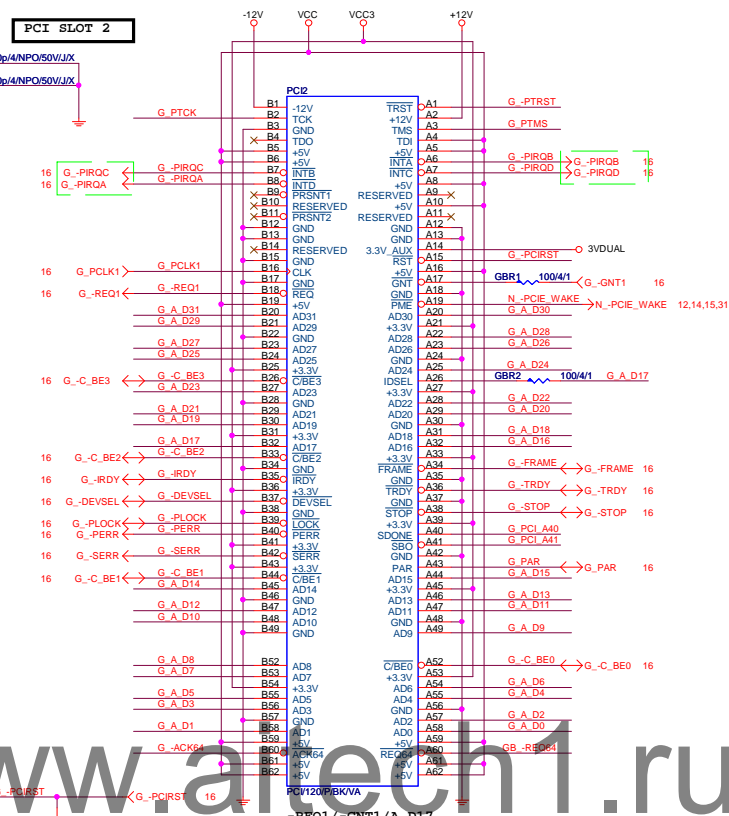 -12V VCC VCC3 +12V
PCI SLOT 2
0p/4/NPO/50V/J/X
0p/4/NPO/50V/J/X
PCI2
B1 -12V TRST A1 G_-PTRST
G_PTCK B2 TCK +12V A2
B3 GND TMS A3 G_PTMS
B4 TDO TDI A4
B5 +5V +5V A5
B6 +5V INTA A6 G_-PIRQB G_-PIRQB 16
16 G_-PIRQC G_-PIRQC B7 INTB INTC A7 G_-PIRQD G_-PIRQD 16
16 G_-PIRQA G_-PIRQA B8 INTD +5V A8
B9 PRSNT1 RESERVED A9
B10 RESERVED +5V A10
B11 PRSNT2 RESERVED A11
B12 GND GND A12
B13 GND GND A13
B14 RESERVED 3.3V_AUX A14 3VDUAL
B15 GND RST A15 G_-PCIRST
16 G_PCLK1 G_PCLK1 B16 CLK +5V A16
B17 GND GNT A17 GBR1 100/4/1 G_-GNT1 16
16 G_-REQ1 G_-REQ1 B18 REQ GND A18
B19 +5V PME A19 N_-PCIE_WAKE N_-PCIE_WAKE 12,14,15,31
G_A_D31 B20 AD31 AD30 A20 G_A_D30
G_A_D29 B21 AD29 +3.3V A21
B22 GND AD28 A22 G_A_D28
G_A_D27 B23 AD27 AD26 A23 G_A_D26
G_A_D25 B24 AD25 GND A24
B25 +3.3V AD24 A25 G_A_D24
16 G_-C_BE3 G_-C_BE3 B26 C/BE3 IDSEL A26 GBR2 100/4/1 G_A_D17
G_A_D23 B27 AD23 +3.3V A27
B28 GND AD22 A28 G_A_D22
G_A_D21 B29 AD21 AD20 A29 G_A_D20
G_A_D19 B30 AD19 GND A30
B31 +3.3V AD18 A31 G_A_D18
G_A_D17 B32 AD17 AD16 A32 G_A_D16
16 G_-C_BE2 G_-C_BE2 B33 C/BE2 +3.3V A33
B34 GND FRAME A34 G_-FRAME G_-FRAME 16
16 G_-IRDY G_-IRDY B35 IRDY GND A35
B36 +3.3V TRDY A36 G_-TRDY G_-TRDY 16
16 G_-DEVSEL G_-DEVSEL B37 DEVSEL GND A37
B38 GND STOP A38 G_-STOP G_-STOP 16
16 G_-PLOCK G_-PLOCK B39 LOCK +3.3V A39
16 G_-PERR G_-PERR B40 PERR SDONE A40 G_PCI_A40
B41 +3.3V SBO A41 G_PCI_A41
16 G_-SERR G_-SERR B42 SERR GND A42
B43 +3.3V PAR A43 G_PAR G_PAR 16
16 G_-C_BE1 G_-C_BE1 B44 C/BE1 AD15 A44 G_A_D15
G_A_D14 B45 AD14 +3.3V A45
B46 GND AD13 A46 G_A_D13
G_A_D12 B47 AD12 AD11 A47 G_A_D11
G_A_D10 B48 AD10 GND A48
B49 GND AD9 A49 G_A_D9
G_A_D8 B52 AD8 C/BE0 A52 G_-C_BE0 G_-C_BE0 16
G_A_D7 B53 AD7 +3.3V A53
B54 +3.3V AD6 A54 G_A_D6
G_A_D5 B55 AD5 AD4 A55 G_A_D4
G_A_D3 B56 AD3 GND A56
B57 GND AD2 A57 G_A_D2
G_A_D1 B58 AD1 AD0 A58 G_A_D0
B59 +5V +5V A59
G_-ACK64 B60 ACK64 REQ64 A60 GB_-REQ64
B61 +5V +5V A61
B62 +5V +5V A62
PCI/120/P/BK/VA
www.aitech1.ru
G_-PCIRST G_-PCIRST 16
-REQ1/-GNT1/A_D17